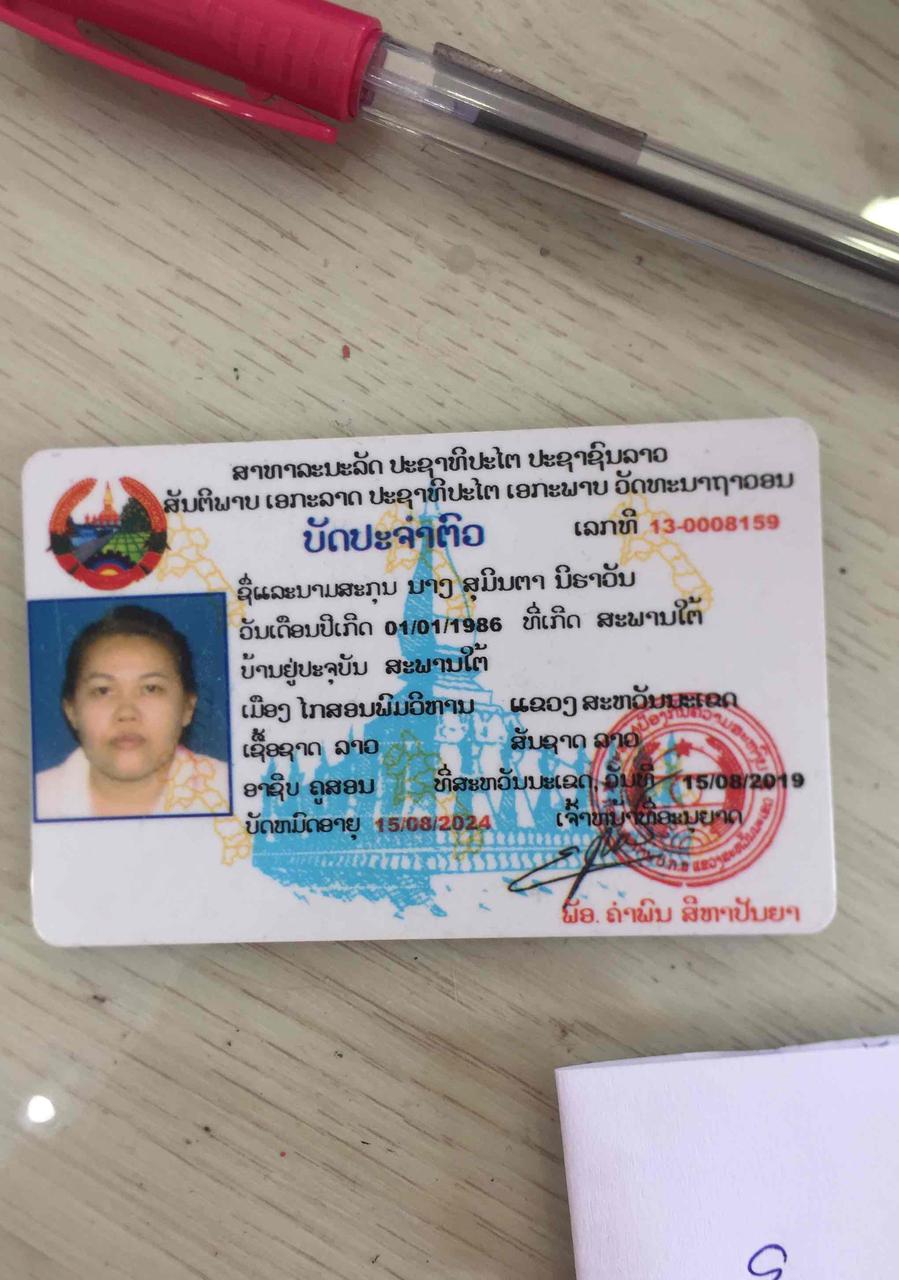 ສາທາລະນະລັດ ປະຊາທິປະໄຕ ປະຊາຊົນລາວ
ສັນຕິພາບ ເອກະລາດ ປະຊາທິປະໄຕ ເອກະພາບ ວັດທະນາຖາວອນ
ບັດປະຈຳຕົວ ເລກທີ 13-0008159
ຊື່ແລະນາມສະກຸນ ນາງ ສຸມິນຕາ ນິຣາວັນ
ວັນເດືອນປີເກີດ 01/01/1986 ທີ່ເກີດ ສະພານໃຕ້
ບ້ານຢູ່ປະຈຸບັນ ສະພານໃຕ້
ເມືອງ ໄກສອນພົມວິຫານ ແຂວງ ສະຫວັນນະເຂດ
ເຊື້ອຊາດ ລາວ ສັນຊາດ ລາວ
ອາຊີບ ຄູສອນ ທີ່ສະຫວັນນະເຂດ, ວັນທີ 15/08/2019
ບັດຫມົດອາຍຸ 15/08/2024 ເຈົ້າຫນ້າທີ່ອະນຸຍາດ
ພັອ. ຄຳພົນ ສີຫາປັນຍາ